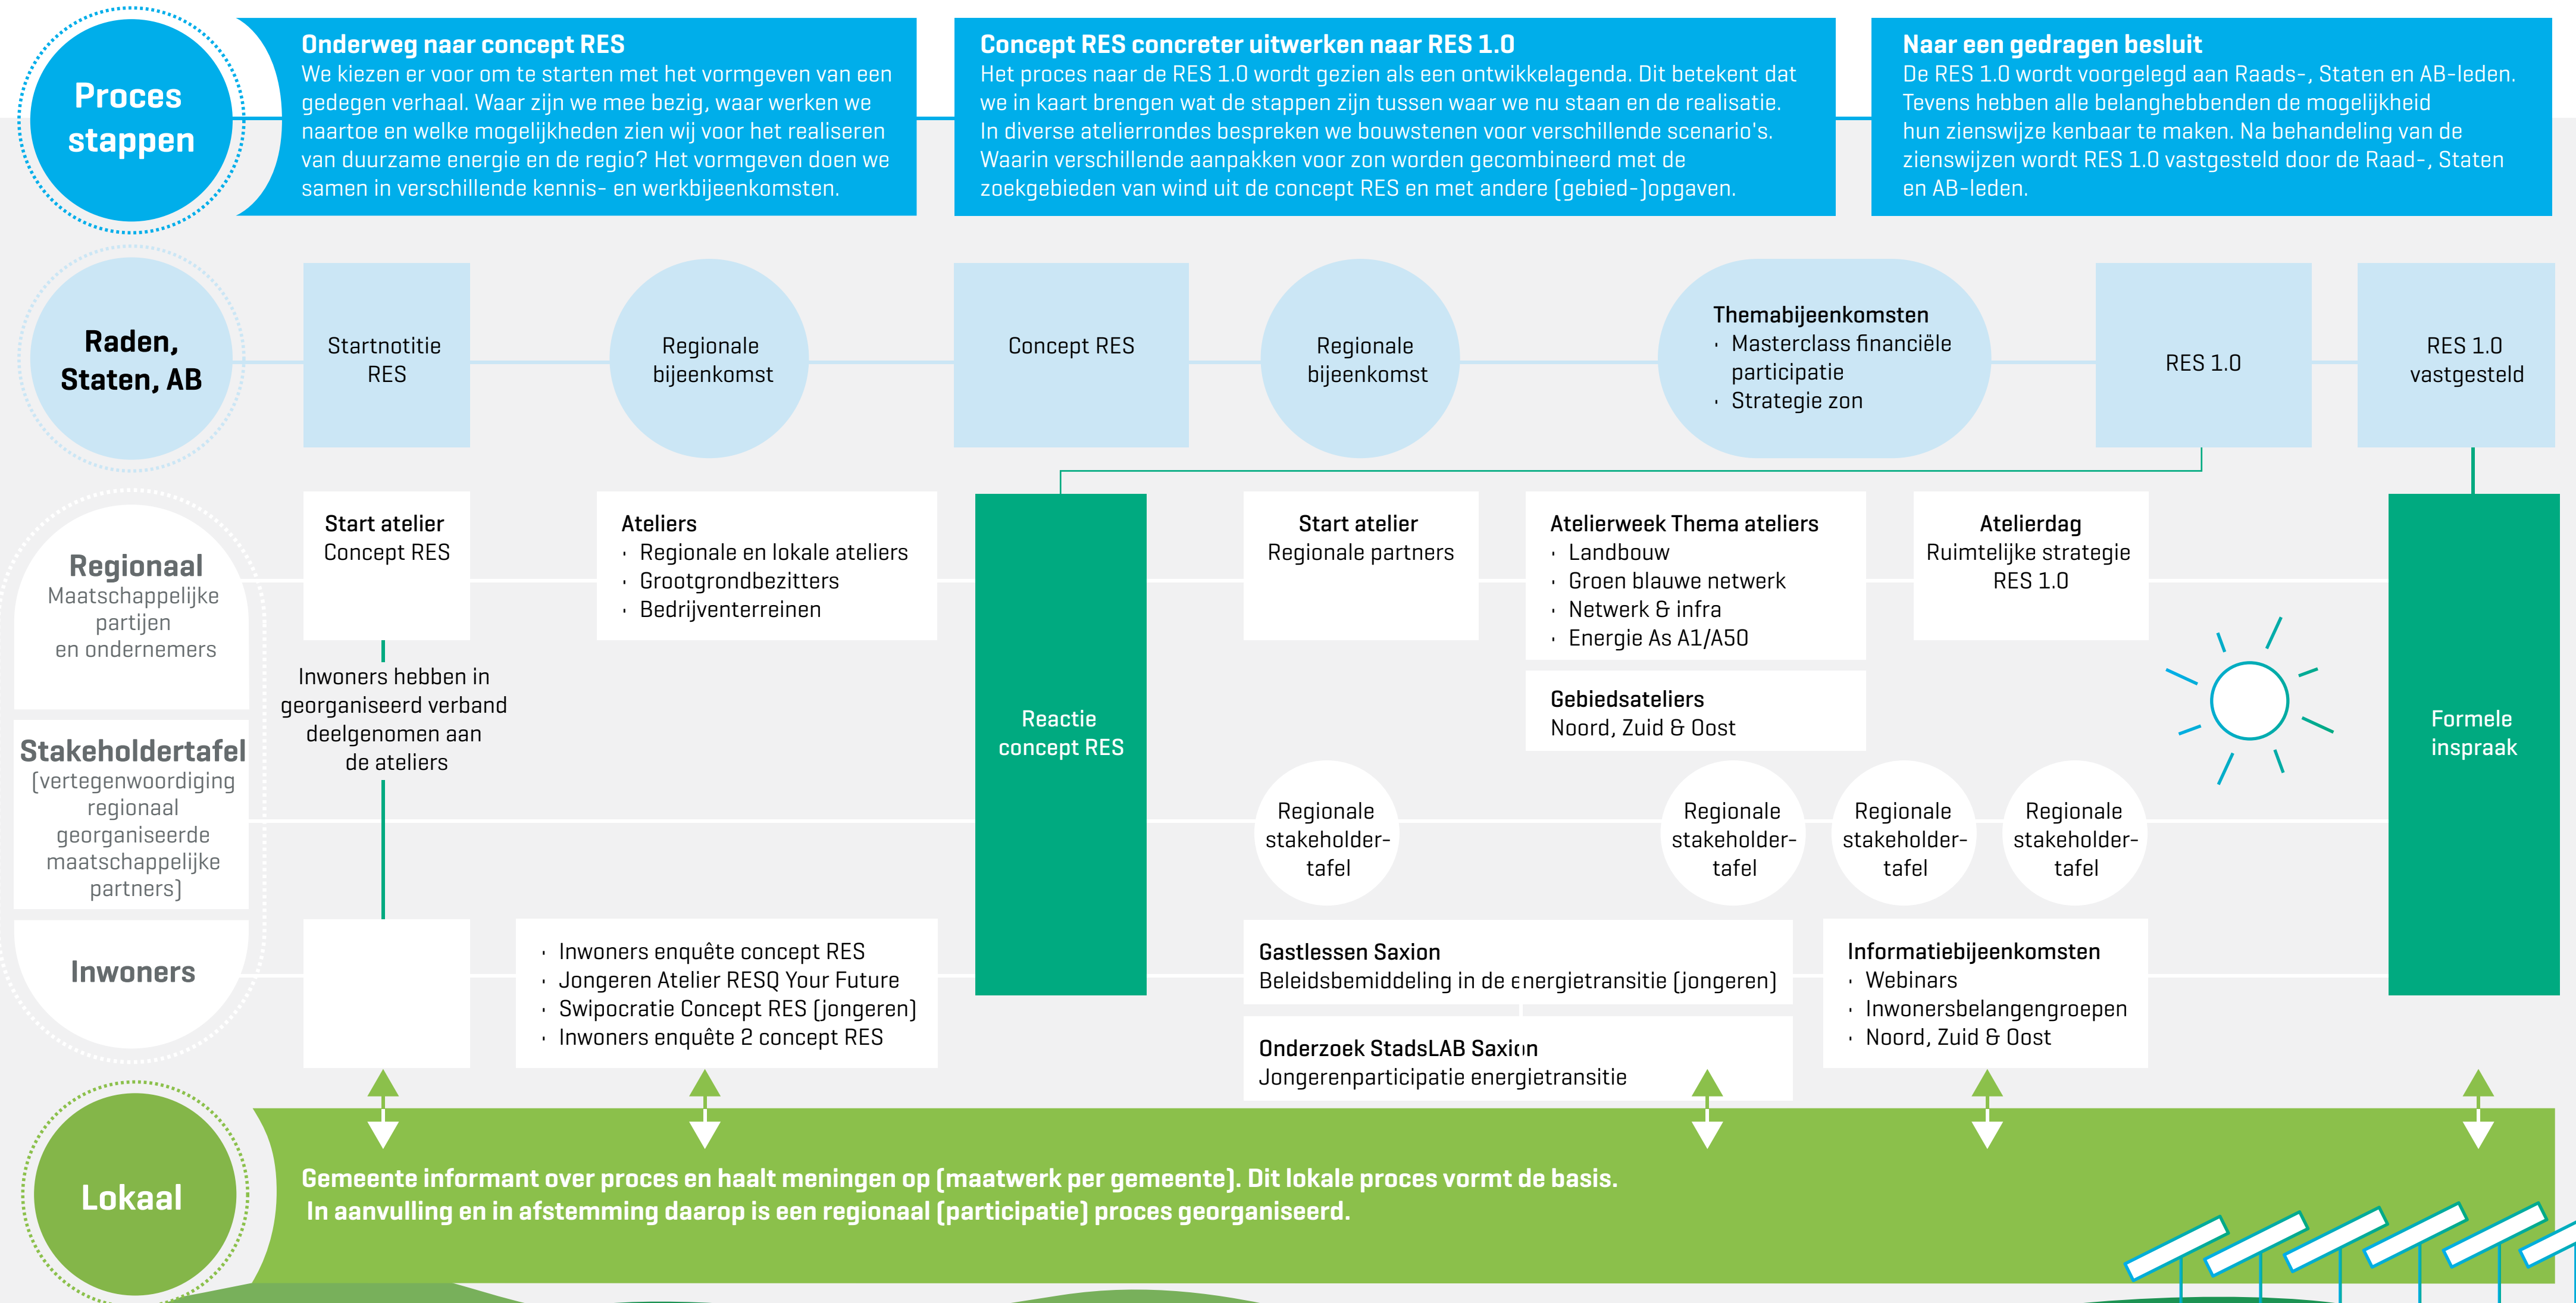 Proces
stappen
Onderweg naar concept RES
We kiezen er voor om te starten met het vormgeven van een
gedegen verhaal. Waar zijn we mee bezig, waar werken we
naartoe en welke mogelijkheden zien wij voor het realiseren
van duurzame energie en de regio? Het vormgeven doen we
samen in verschillende kennis- en werkbijeenkomsten.
Concept RES concreter uitwerken naar RES 1.0
Het proces naar de RES 1.0 wordt gezien als een ontwikkelagenda. Dit betekent dat
we in kaart brengen wat de stappen zijn tussen waar we nu staan en de realisatie.
In diverse atelierrondes bespreken we bouwstenen voor verschillende scenario's.
Waarin verschillende aanpakken voor zon worden gecombineerd met de
zoekgebieden van wind uit de concept RES en met andere (gebied-)opgaven.
Naar een gedragen besluit
De RES 1.0 wordt voorgelegd aan Raads-, Staten en AB-leden.
Tevens hebben alle belanghebbenden de mogelijkheid
hun zienswijze kenbaar te maken. Na behandeling van de
zienswijzen wordt RES 1.0 vastgesteld door de Raad-, Staten
en AB-leden.
Raden,
Staten, AB
Startnotitie
RES
Regionale
bijeenkomst
Concept RES
Regionale
bijeenkomst
Themabijeenkomsten
· Masterclass financiële
participatie
· Strategie zon
RES 1.0
RES 1.0
vastgesteld
Regionaal
Maatschappelijke
partijen
en ondernemers
Start atelier
Concept RES
Ateliers
· Regionale en lokale ateliers
· Grootgrondbezitters
· Bedrijventerreinen
Start atelier
Regionale partners
Atelierweek Thema ateliers
· Landbouw
· Groen blauwe netwerk
· Netwerk & infra
· Energie As A1/A50
Atelierdag
Ruimtelijke strategie
RES 1.0
Inwoners hebben in
georganiseerd verband
deelgenomen aan
de ateliers
Reactie
concept RES
Gebiedsateliers
Noord, Zuid & Oost
Formele
inspraak
Stakeholdertafel
(vertegenwoordiging
regionaal
georganiseerde
maatschappelijke
partners)
Regionale
stakeholder-
tafel
Regionale
stakeholder-
tafel
Regionale
stakeholder-
tafel
Regionale
stakeholder-
tafel
Inwoners
· Inwoners enquête concept RES
· Jongeren Atelier RESQ Your Future
· Swipocratie Concept RES (jongeren)
· Inwoners enquête 2 concept RES
Gastlessen Saxion
Beleidsbemiddeling in de energietransitie (jongeren)
Onderzoek StadsLAB Saxion
Jongerenparticipatie energietransitie
Informatiebijeenkomsten
· Webinars
· Inwonersbelangengroepen
· Noord, Zuid & Oost
Lokaal
Gemeente informant over proces en haalt meningen op (maatwerk per gemeente). Dit lokale proces vormt de basis.
In aanvulling en in afstemming daarop is een regionaal (participatie) proces georganiseerd.